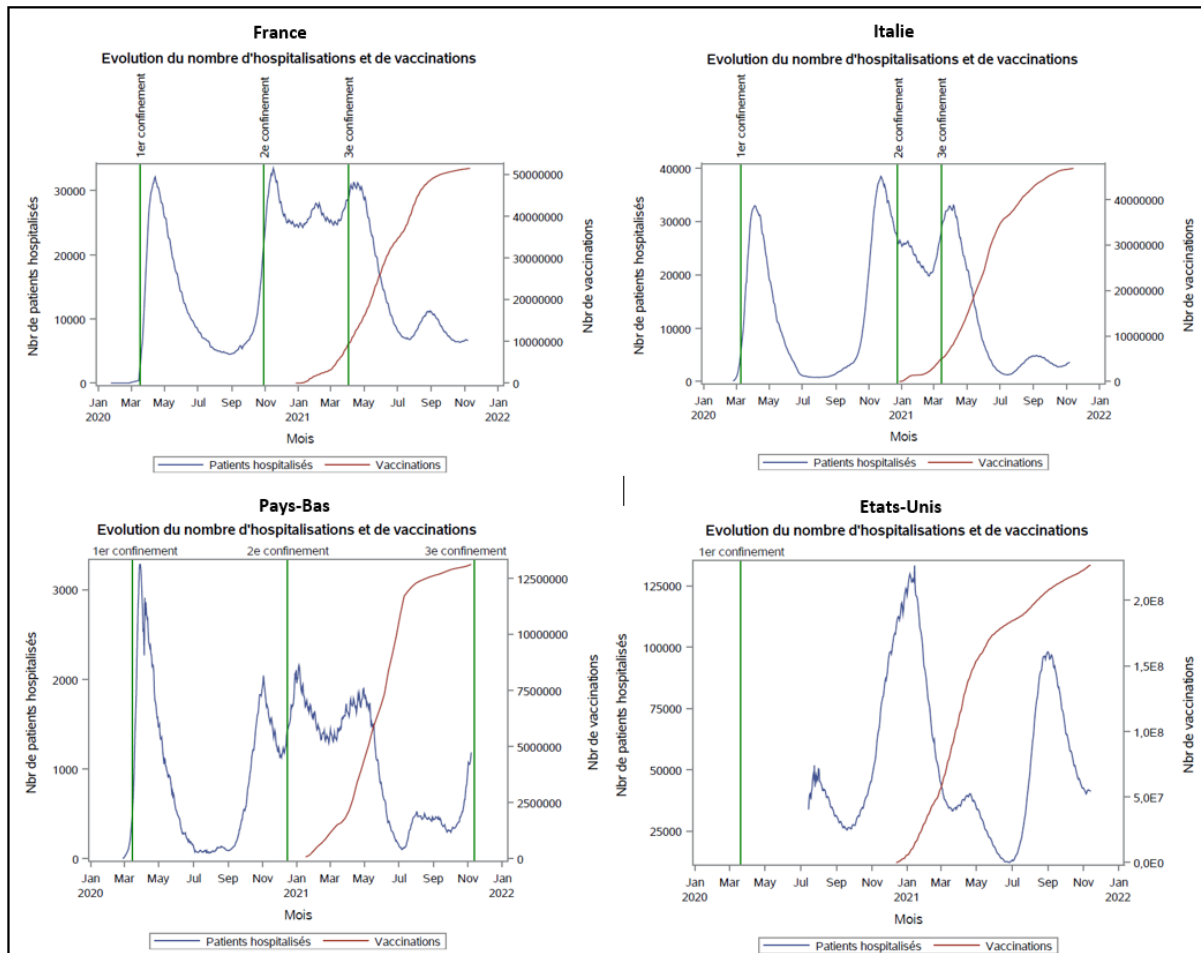 France
Evolution du nombre d'hospitalisations et de vaccinations
1er confinement
2e confinement
3e confinement
Nbr de patients hospitalisés
30000
20000
10000
0
50000000
40000000
30000000
20000000
10000000
0
Nbr de vaccinations
Jan Mar May Jul Sep Nov Jan Mar May Jul Sep Nov Jan
2020 2021 2022
Mois
Patients hospitalisés Vaccinations
Italie
Evolution du nombre d'hospitalisations et de vaccinations
1er confinement
2e confinement
3e confinement
Nbr de patients hospitalisés
40000
30000
20000
10000
0
40000000
30000000
20000000
10000000
0
Nbr de vaccinations
Jan Mar May Jul Sep Nov Jan Mar May Jul Sep Nov Jan
2020 2021 2022
Mois
Patients hospitalisés Vaccinations
Pays-Bas
Evolution du nombre d'hospitalisations et de vaccinations
1er confinement 2e confinement 3e confinement
Nbr de patients hospitalisés
3000
2000
1000
0
12500000
10000000
7500000
5000000
2500000
0
Nbr de vaccinations
Jan Mar May Jul Sep Nov Jan Mar May Jul Sep Nov Jan
2020 2021 2022
Mois
Patients hospitalisés Vaccinations
Etats-Unis
Evolution du nombre d'hospitalisations et de vaccinations
1er confinement
Nbr de patients hospitalisés
125000
100000
75000
50000
25000
2,0E8
1,5E8
1,0E8
5,0E7
0,0E0
Nbr de vaccinations
Jan Mar May Jul Sep Nov Jan Mar May Jul Sep Nov Jan
2020 2021 2022
Mois
Patients hospitalisés Vaccinations